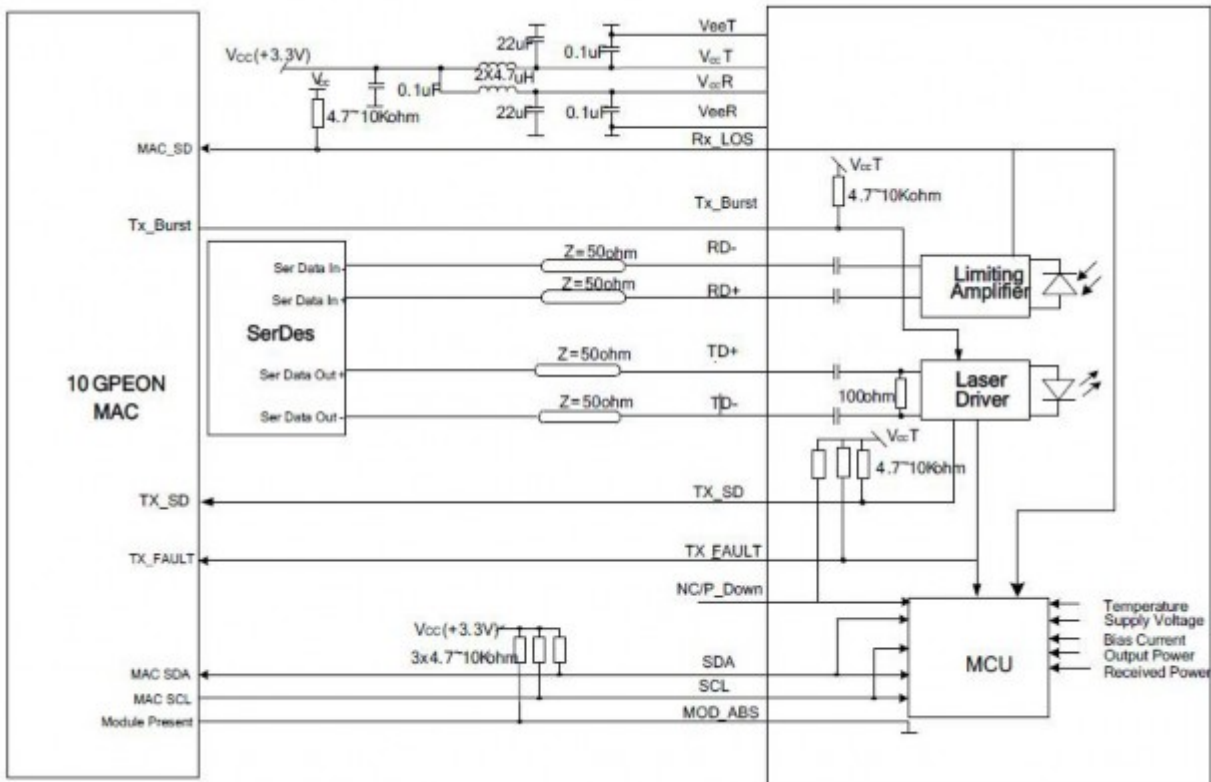 VeeT
22uF
0.1uF
Vcc(+3.3V)
VccT
2X4.7uH
Vcc
0.1uF
VccR
22uF
0.1uF
4.7~10Kohm
VeeR
MAC_SD
Rx_LOS
VccT
4.7~10Kohm
Tx_Burst
Tx_Burst
Z=50ohm
RD-
Ser Data In-
Limiting
Amplifier
Z=50ohm
RD+
Ser Data In +
SerDes
Z=50ohm
TD+
10 GPEON
MAC
Ser Data Out +
Laser
Driver
100ohm
Z=50ohm
TD-
Ser Data Out -
VccT
4.7~10Kohm
TX_SD
TX_SD
TX_FAULT
TX_FAULT
NC/P_Down
Temperature
Supply Voltage
Bias Current
Output Power
Received Power
MCU
Vcc(+3.3V)
3x4.7~10Kohm
MAC SDA
SDA
MAC SCL
SCL
Module Present
MOD_ABS